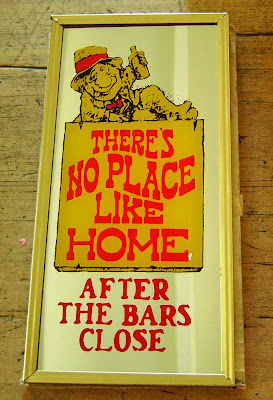 THERE'S
NO PLACE
LIKE
HOME
AFTER
THE BARS
CLOSE